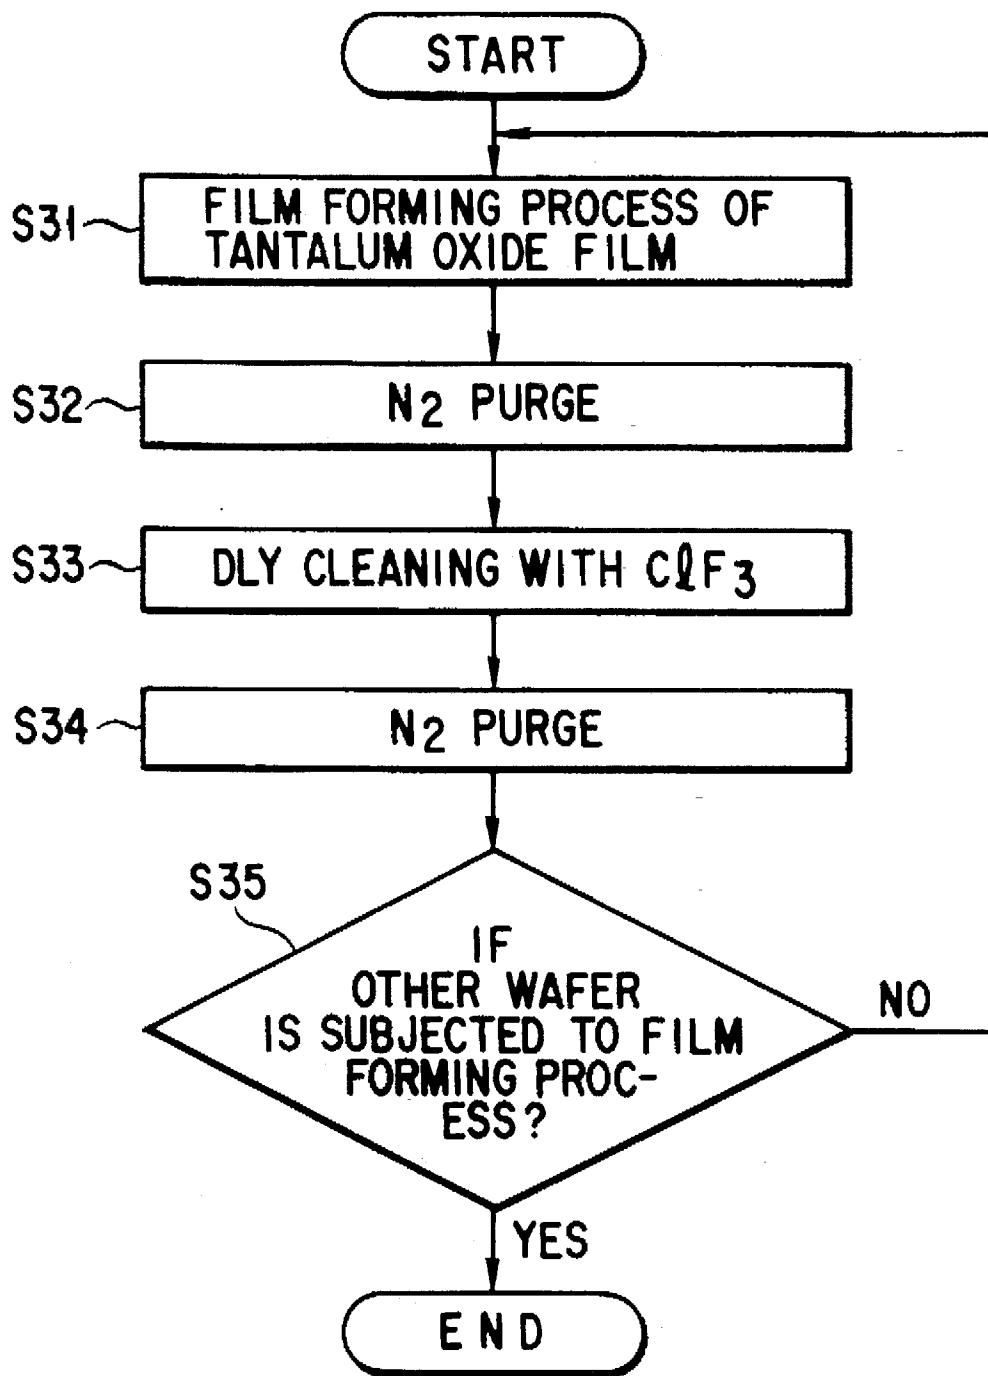 START
S31
FILM FORMING PROCESS OF
TANTALUM OXIDE FILM
S32
N2 PURGE
S33
DLY CLEANING WITH ClF3
S34
N2 PURGE
S35
IF
OTHER WAFER
IS SUBJECTED TO FILM
FORMING PROC-
ESS?
NO
YES
END